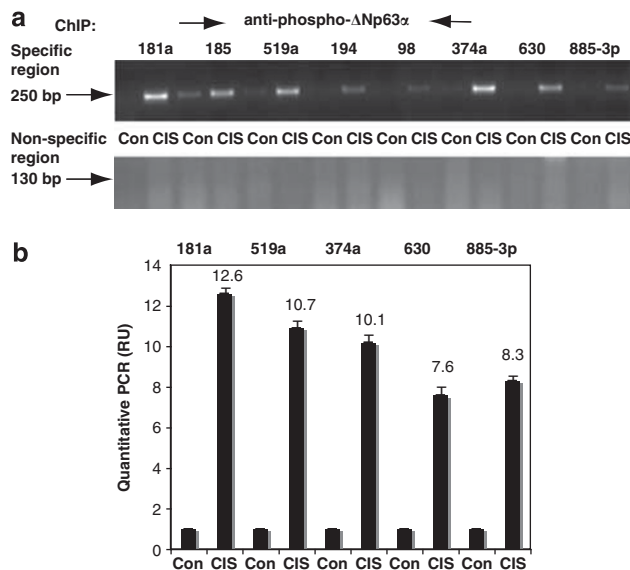 a
ChIP: anti-phospho-ΔNp63α
Specific region
181a 185 519a 194 98 374a 630 885-3p
250 bp
Con CIS Con CIS Con CIS Con CIS Con CIS Con CIS Con CIS Con CIS
Non-specific region
130 bp
b
181a 519a 374a 630 885-3p
Quantitative PCR (RU)
14
12
10
8
6
4
2
0
12.6
10.7
10.1
7.6
8.3
Con CIS Con CIS Con CIS Con CIS Con CIS